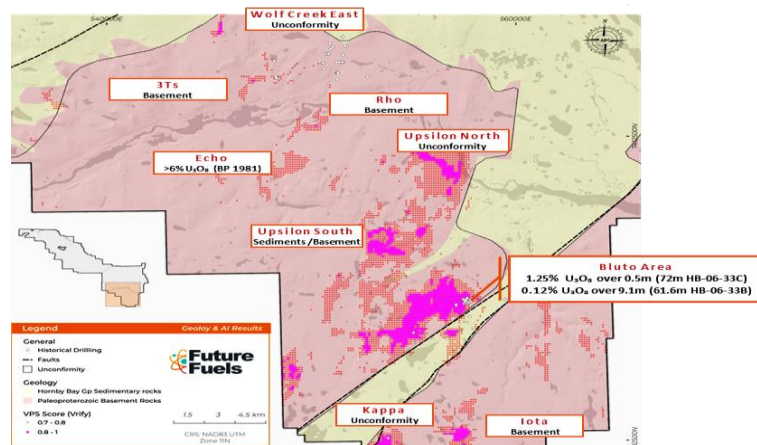 540000E
560000E
Wolf Creek East
Unconformity
N
3Ts
Basement
Rho
Basement
Upsilon North
Unconformity
Echo
>6% U₃O₈ (BP 1981)
Upsilon South
Sediments /Basement
Bluto Area
1.25% U₃O₈ over 0.5m (72m HB-06-33C)
0.12% U₃O₈ over 9.1m (61.6m HB-06-33B)
Legend
Geoloy & AI Results
General
Historical Drillling
Faults
Unconformity
Geology
Hornby Bay Gp Sedimentary rocks
Paleoproterozoic Basement Rocks
VPS Score (Vrify)
0.7 - 0.8
0.8 - 1
Future
Fuels
1.5 3 4.5 km
CRS: NAD83 UTM
Zone 11N
Kappa
Unconformity
Iota
Basement